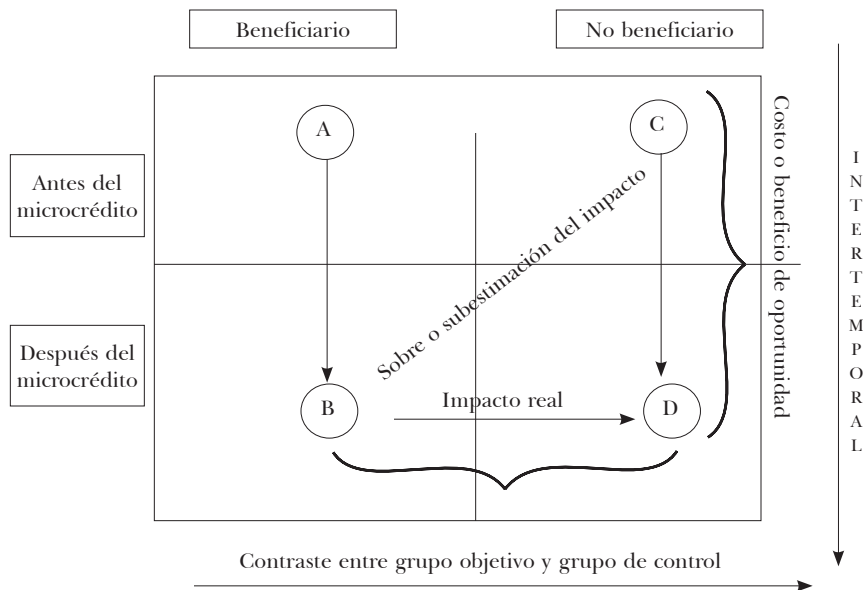 Beneficiario
No beneficiario
A
C
Antes del
microcrédito
Sobre o subestimación del impacto
Costo o beneficio de oportunidad
INTERTEMPORAL
Después del
microcrédito
B
Impacto real
D
Contraste entre grupo objetivo y grupo de control